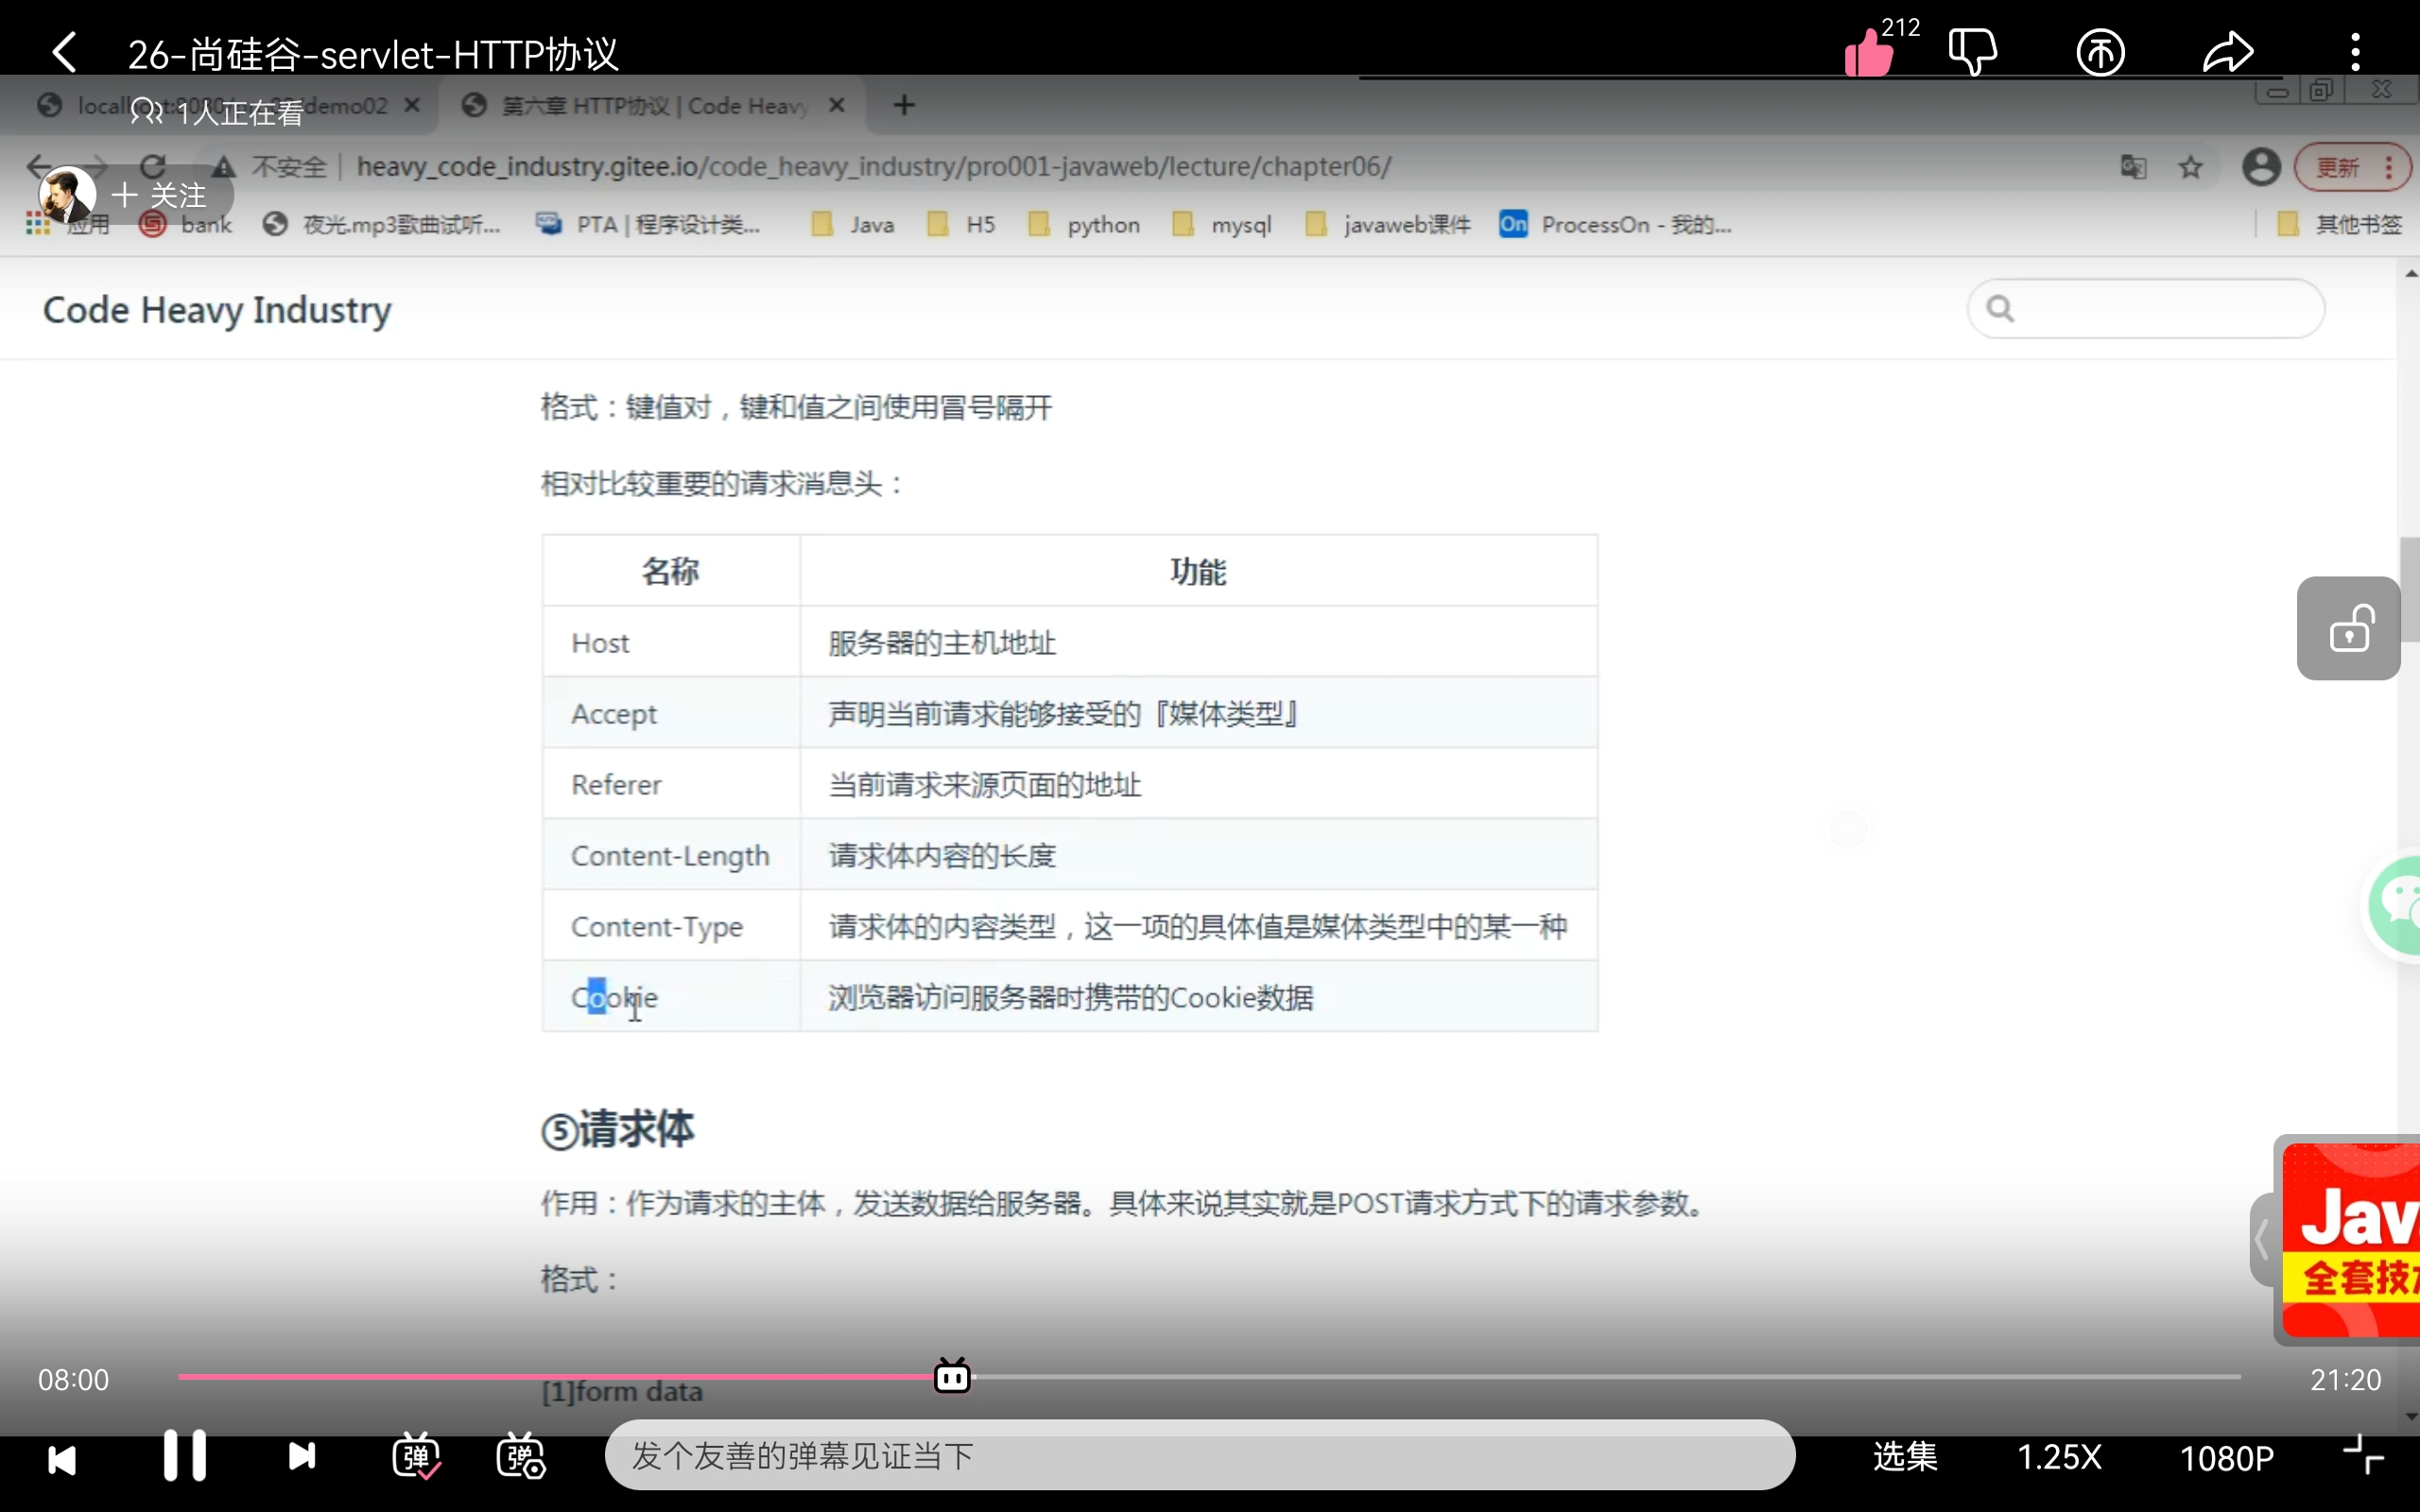 26-尚硅谷-servlet-HTTP协议
212
demo02
第六章 HTTP协议 | Code Heavy
1人正在看
不安全
heavy_code_industry.gitee.io/code_heavy_industry/pro001-javaweb/lecture/chapter06/
更新
+ 关注
应用
bank
夜光.mp3歌曲试听...
PTA | 程序设计类...
Java
H5
python
mysql
javaweb课件
On
ProcessOn - 我的...
其他书签
Code Heavy Industry
格式：键值对，键和值之间使用冒号隔开
相对比较重要的请求消息头：
名称 功能
Host 服务器的主机地址
Accept 声明当前请求能够接受的『媒体类型』
Referer 当前请求来源页面的地址
Content-Length 请求体内容的长度
Content-Type 请求体的内容类型，这一项的具体值是媒体类型中的某一种
Cookie 浏览器访问服务器时携带的Cookie数据
⑤请求体
作用：作为请求的主体，发送数据给服务器。具体来说其实就是POST请求方式下的请求参数。
格式：
Jav
全套技
08:00
[1]form data
21:20
弹
弹
发个友善的弹幕见证当下
选集
1.25X
1080P